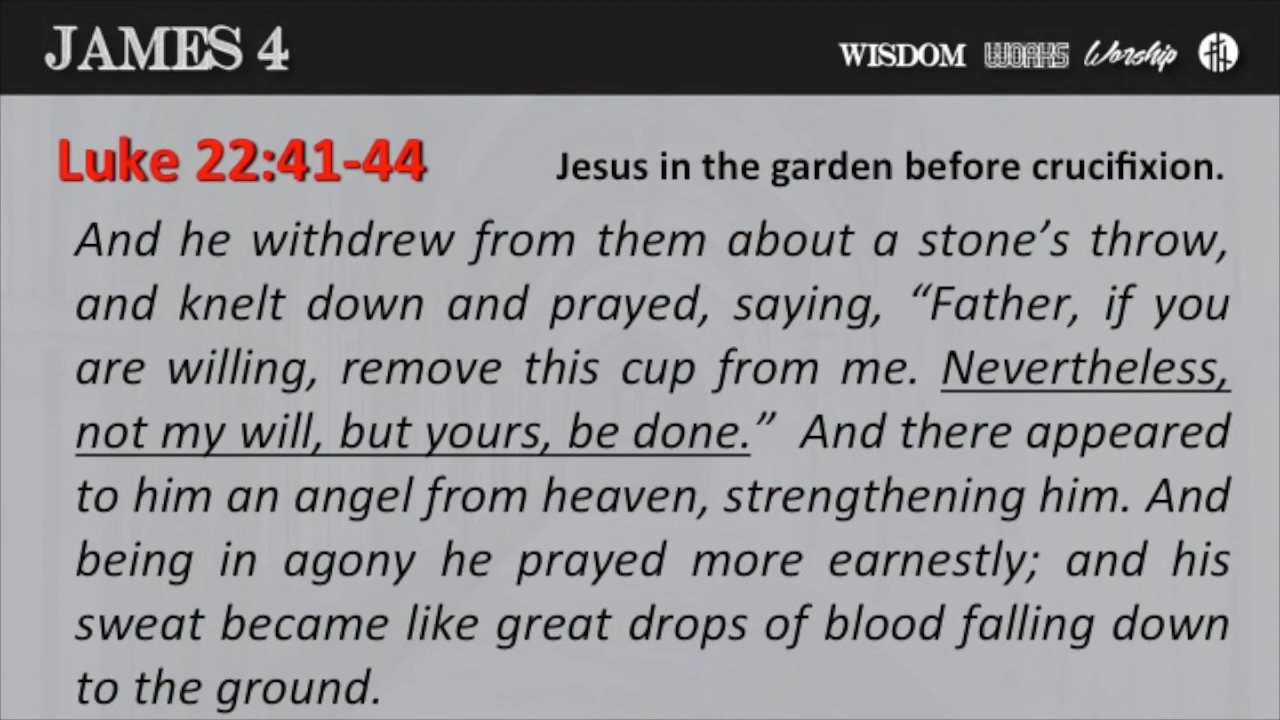 JAMES 4
WISDOM WORKS Worship
Luke 22:41-44
Jesus in the garden before crucifixion.
And he withdrew from them about a stone’s throw,
and knelt down and prayed, saying, “Father, if you
are willing, remove this cup from me. Nevertheless,
not my will, but yours, be done.” And there appeared
to him an angel from heaven, strengthening him. And
being in agony he prayed more earnestly; and his
sweat became like great drops of blood falling down
to the ground.